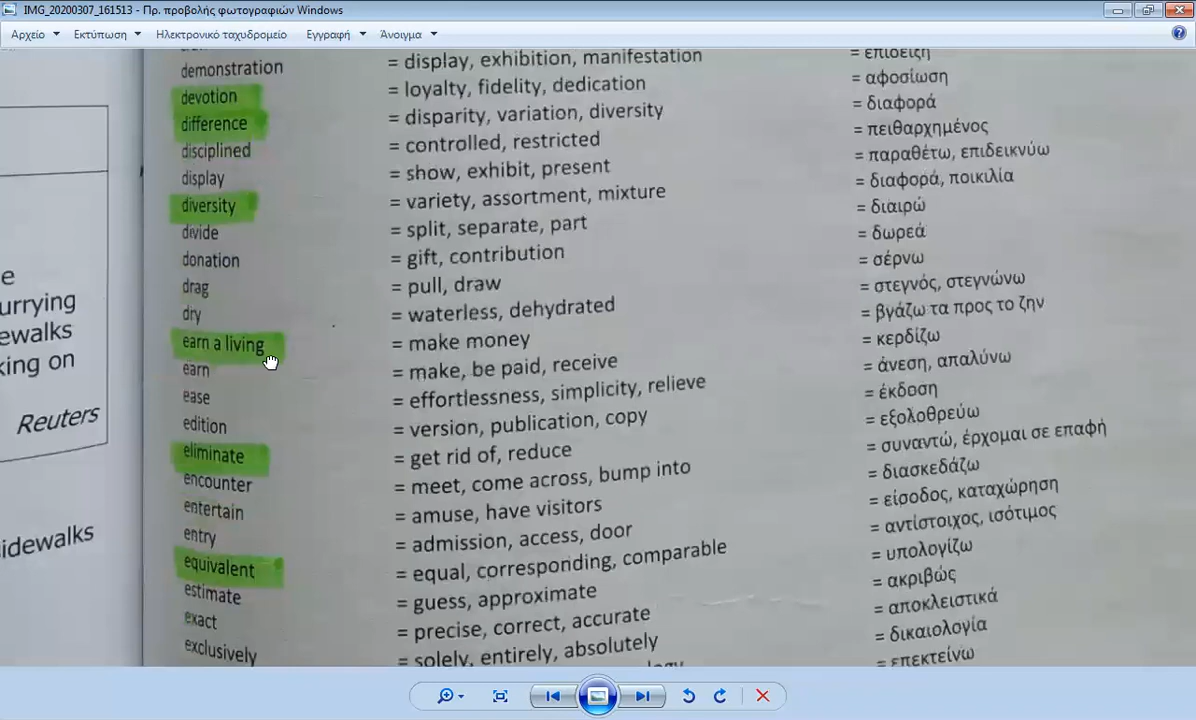 IMG_20200307_161513 - Πρ. προβολής φωτογραφιών Windows
Αρχείο Εκτύπωση Ηλεκτρονικό ταχυδρομείο Εγγραφή Άνοιγμα
demonstration = display, exhibition, manifestation = επίδειξη
devotion = loyalty, fidelity, dedication = αφοσίωση
difference = disparity, variation, diversity = διαφορά
disciplined = controlled, restricted = πειθαρχημένος
display = show, exhibit, present = παραθέτω, επιδεικνύω
diversity = variety, assortment, mixture = διαφορά, ποικιλία
divide = split, separate, part = διαιρώ
donation = gift, contribution = δωρεά
drag = pull, draw = σέρνω
dry = waterless, dehydrated = στεγνός, στεγνώνω
earn a living = make money = βγάζω τα προς το ζην
earn = make, be paid, receive = κερδίζω
ease = effortlessness, simplicity, relieve = άνεση, απαλύνω
edition = version, publication, copy = έκδοση
eliminate = get rid of, reduce = εξολοθρεύω
encounter = meet, come across, bump into = συναντώ, έρχομαι σε επαφή
entertain = amuse, have visitors = διασκεδάζω
entry = admission, access, door = είσοδος, καταχώρηση
equivalent = equal, corresponding, comparable = αντίστοιχος, ισότιμος
estimate = guess, approximate = υπολογίζω
exact = precise, correct, accurate = ακριβώς
exclusively = solely, entirely, absolutely = αποκλειστικά
= δικαιολογία
= επεκτείνω
e
urrying
ewalks
king on
Reuters
idewalks